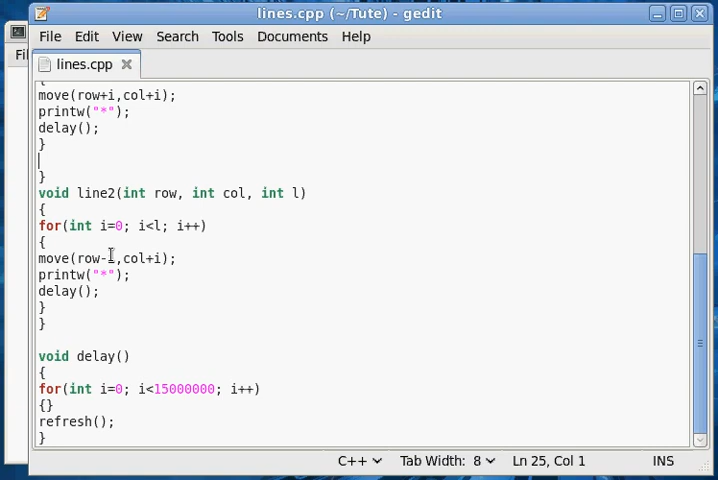 lines.cpp (~/Tute) - gedit
Fi
File Edit View Search Tools Documents Help
lines.cpp
{
move(row+i,col+i);
printw("*");
delay();
}
}
void line2(int row, int col, int l)
{
for(int i=0; i<l; i++)
{
move(row-i,col+i);
printw("*");
delay();
}
}
void delay()
{
for(int i=0; i<15000000; i++)
{}
refresh();
}
C++ Tab Width: 8 Ln 25, Col 1 INS